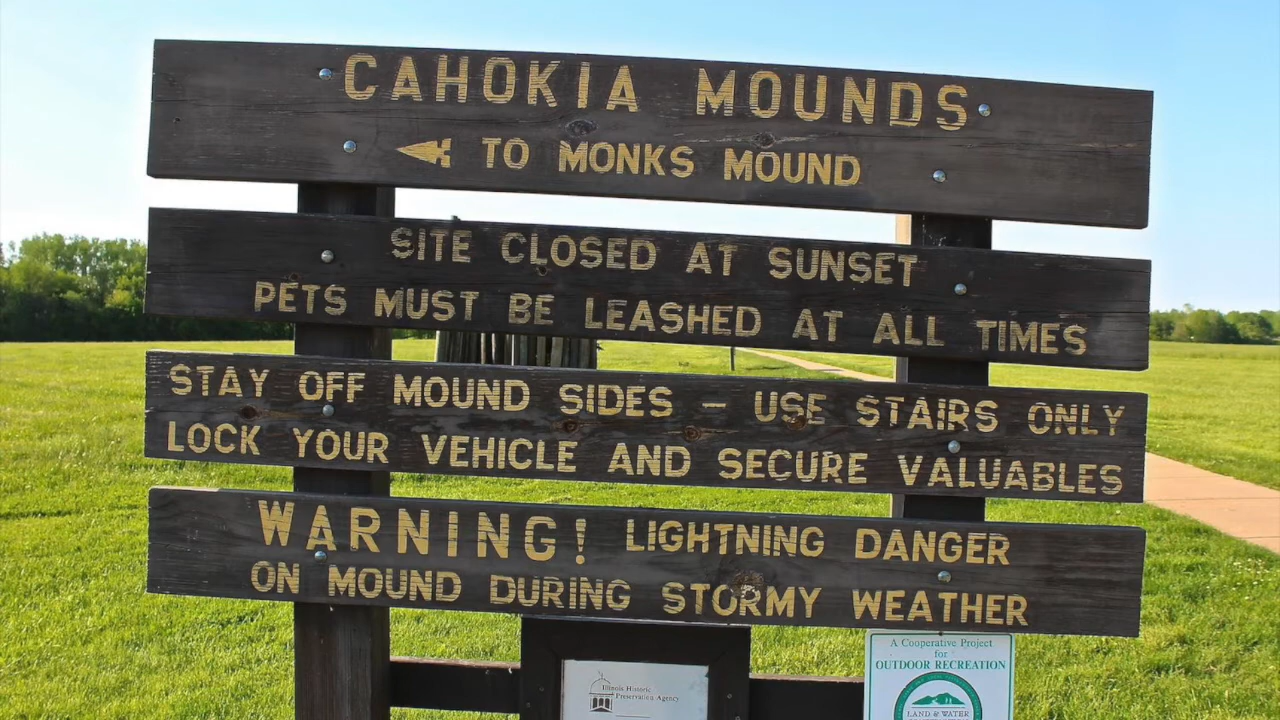 CAHOKIA MOUNDS
TO MONKS MOUND
SITE CLOSED AT SUNSET
PETS MUST BE LEASHED AT ALL TIMES
STAY OFF MOUND SIDES - USE STAIRS ONLY
LOCK YOUR VEHICLE AND SECURE VALUABLES
WARNING! LIGHTNING DANGER
ON MOUND DURING STORMY WEATHER
Illinois Historic
Preservation Agency
A Cooperative Project
for
OUTDOOR RECREATION
LAND & WATER